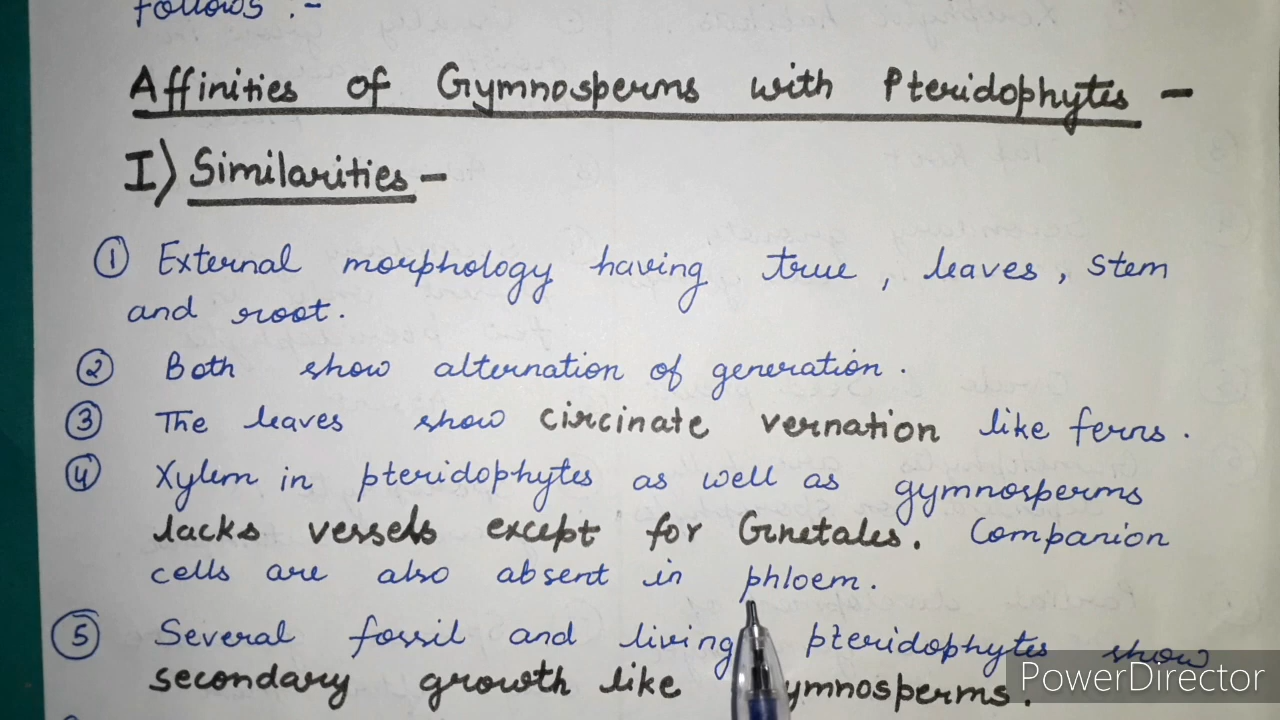 follows :-
Affinities of Gymnosperms with Pteridophytes -
I) Similarities -
① External morphology having true , leaves , stem
and root .
② Both show alternation of generation .
③ The leaves show circinate vernation like ferns .
④ Xylem in pteridophytes as well as gymnosperms
lacks vessels except for Gnetales . Companion
cells are also absent in phloem .
⑤ Several fossil and living pteridophytes show
secondary growth like ymnosperms .
PowerDirector